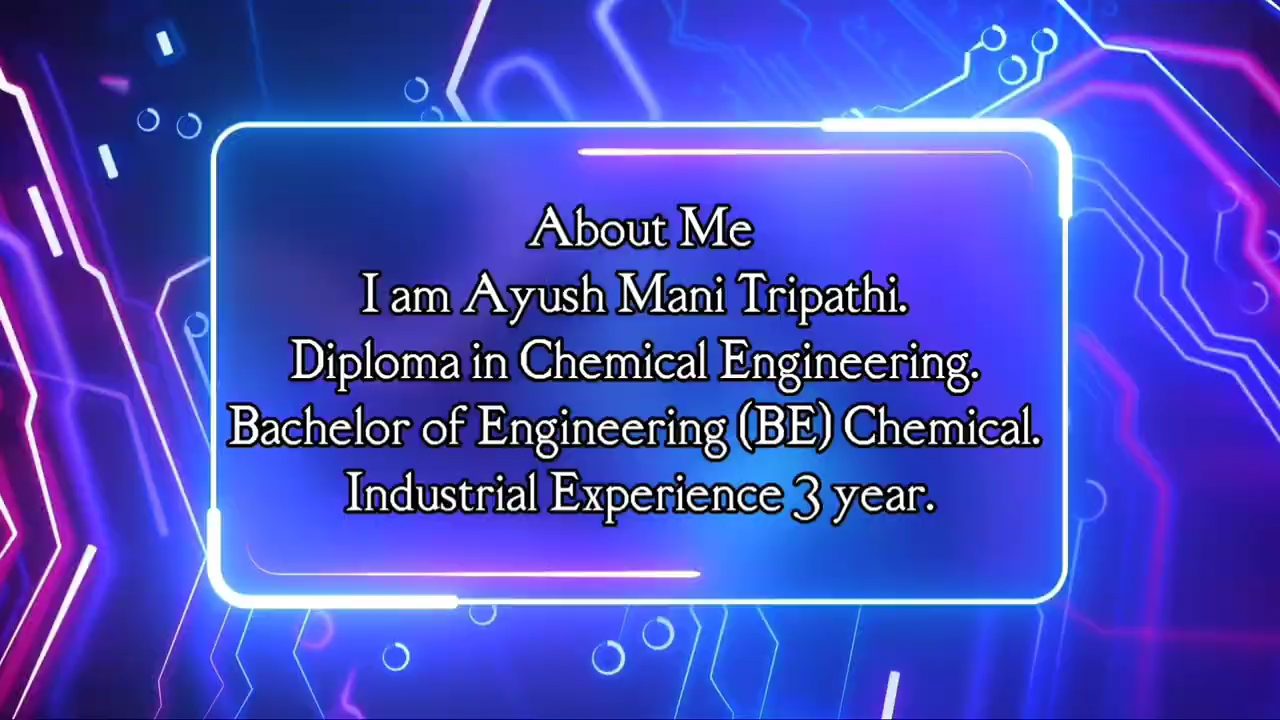 About Me
I am Ayush Mani Tripathi.
Diploma in Chemical Engineering.
Bachelor of Engineering (BE) Chemical.
Industrial Experience 3 year.